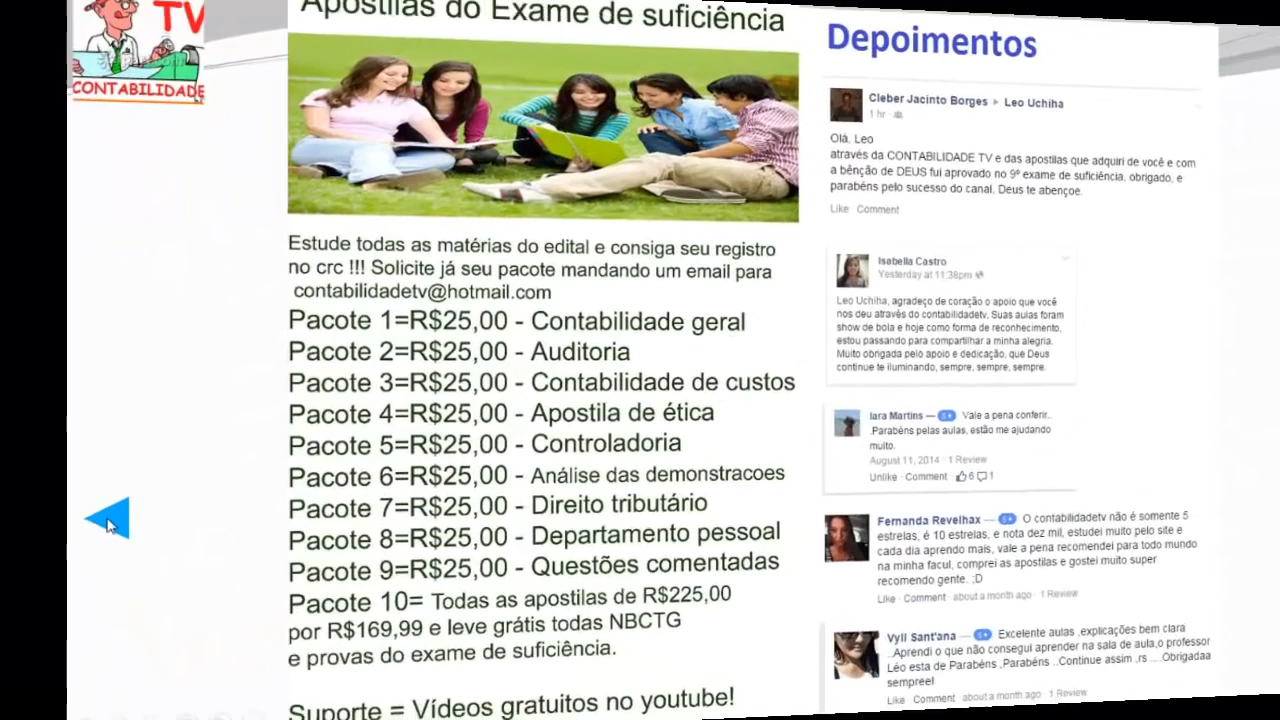 TV
CONTABILIDADE
Apostilas do Exame de suficiência
Estude todas as matérias do edital e consiga seu registro
no crc !!! Solicite já seu pacote mandando um email para
contabilidadetv@hotmail.com
Pacote 1=R$25,00 - Contabilidade geral
Pacote 2=R$25,00 - Auditoria
Pacote 3=R$25,00 - Contabilidade de custos
Pacote 4=R$25,00 - Apostila de ética
Pacote 5=R$25,00 - Controladoria
Pacote 6=R$25,00 - Análise das demonstracoes
Pacote 7=R$25,00 - Direito tributário
Pacote 8=R$25,00 - Departamento pessoal
Pacote 9=R$25,00 - Questões comentadas
Pacote 10= Todas as apostilas de R$225,00
por R$169,99 e leve grátis todas NBCTG
e provas do exame de suficiência.
Suporte = Vídeos gratuitos no youtube!
Depoimentos
Cleber Jacinto Borges ▸ Leo Uchiha
1 hr ·
Olá, Leo
através da CONTABILIDADE TV e das apostilas que adquiri de você e com
a bênção de DEUS fui aprovado no 9º exame de suficiência, obrigado, e
parabéns pelo sucesso do canal, Deus te abençoe.
Like · Comment
Isabella Castro
Yesterday at 11:38pm
Leo Uchiha, agradeço de coração o apoio que você
nos deu através do contabilidadetv. Suas aulas foram
show de bola e hoje como forma de reconhecimento,
estou passando para compartilhar a minha alegria.
Muito obrigada pelo apoio e dedicação, que Deus
continue te iluminando, sempre, sempre, sempre.
Iara Martins — 5★ Vale a pena conferir..
.Parabéns pelas aulas, estão me ajudando
muito.
August 11, 2014 · 1 Review
Unlike · Comment · 6 1
Fernanda Revelhax — 5★ O contabilidadetv não é somente 5
estrelas, é 10 estrelas, e nota dez mil, estudei muito pelo site e
cada dia aprendo mais, vale a pena recomendei para todo mundo
na minha facul, comprei as apostilas e gostei muito super
recomendo gente. ;D
Like · Comment · about a month ago · 1 Review
Vyll Sant'ana — 5★ Excelente aulas ,explicações bem clara
..Aprendi o que não consegui aprender na sala de aula,o professor
Léo esta de Parabéns ,Parabéns ..Continue assim ,rs ....Obrigadaa
sempree!
Like · Comment · about a month ago · 1 Review